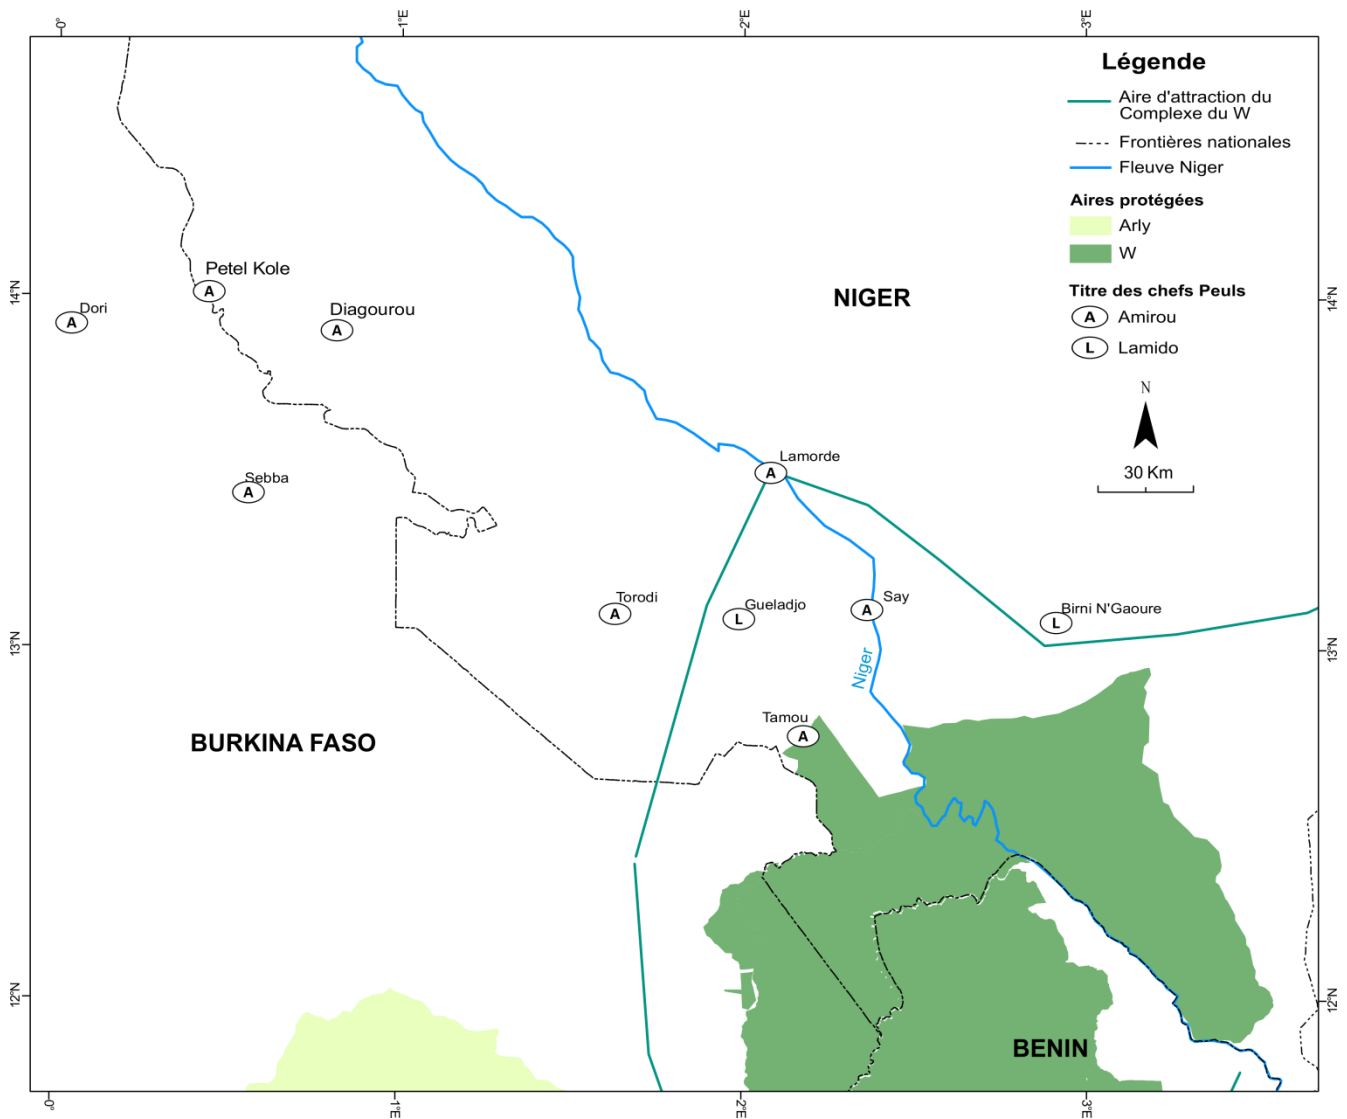 0°
1°E
2°E
3°E
Légende
Aire d'attraction du
Complexe du W
Frontières nationales
Fleuve Niger
Aires protégées
Arly
W
Titre des chefs Peuls
A Amirou
L Lamido
N
30 Km
14°N
14°N
Petel Kole
A
Dori
A
Diagourou
A
NIGER
Lamorde
A
Sebba
A
Torodi
A
Gueladjo
L
Say
A
Birni N'Gaoure
L
13°N
13°N
Niger
Tamou
A
BURKINA FASO
12°N
12°N
BENIN
0°
1°E
2°E
3°E